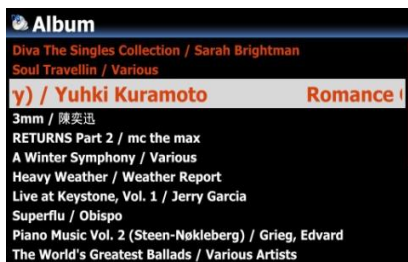 Album
Diva The Singles Collection / Sarah Brightman
Soul Travellin / Various
y) / Yuhki Kuramoto Romance (
3mm / 陳奕迅
RETURNS Part 2 / mc the max
A Winter Symphony / Various
Heavy Weather / Weather Report
Live at Keystone, Vol. 1 / Jerry Garcia
Superflu / Obispo
Piano Music Vol. 2 (Steen-Nøkleberg) / Grieg, Edvard
The World's Greatest Ballads / Various Artists